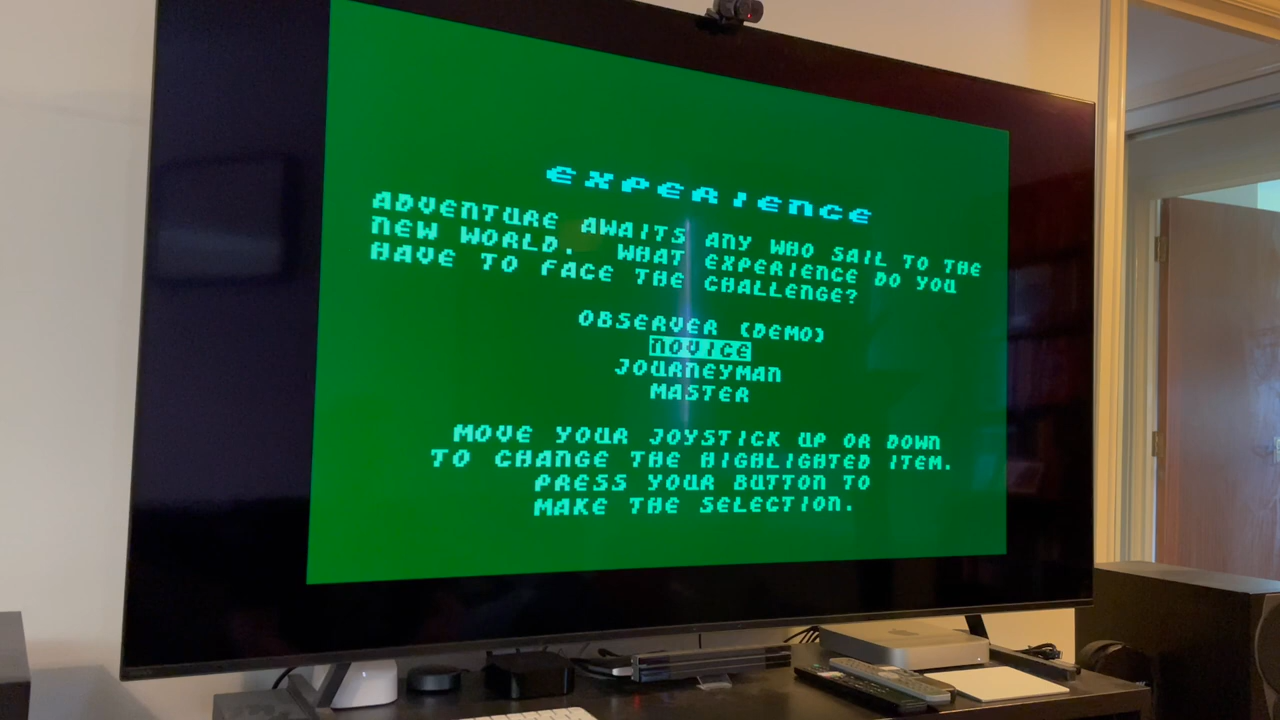 EXPERIENCE
ADVENTURE AWAITS ANY WHO SAIL TO THE
NEW WORLD. WHAT EXPERIENCE DO YOU
HAVE TO FACE THE CHALLENGE?
OBSERVER (DEMO)
NOVICE
JOURNEYMAN
MASTER
MOVE YOUR JOYSTICK UP OR DOWN
TO CHANGE THE HIGHLIGHTED ITEM.
PRESS YOUR BUTTON TO
MAKE THE SELECTION.